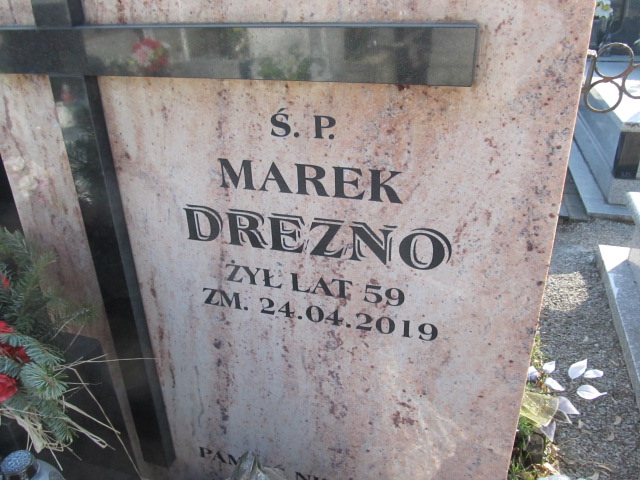 Ś. P.
MAREK
DREZNO
ŻYŁ LAT 59
ZM. 24.04.2019